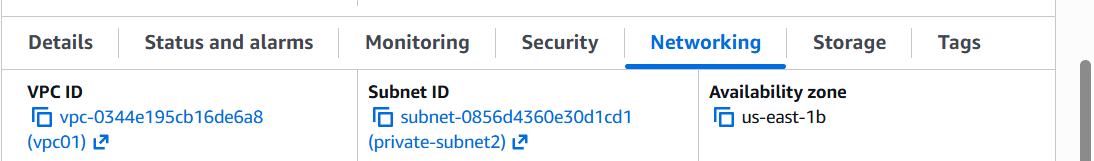 Details Status and alarms Monitoring Security Networking Storage Tags
VPC ID Subnet ID Availability zone
vpc-0344e195cb16de6a8 subnet-0856d4360e30d1cd1 us-east-1b
(vpc01) (private-subnet2)